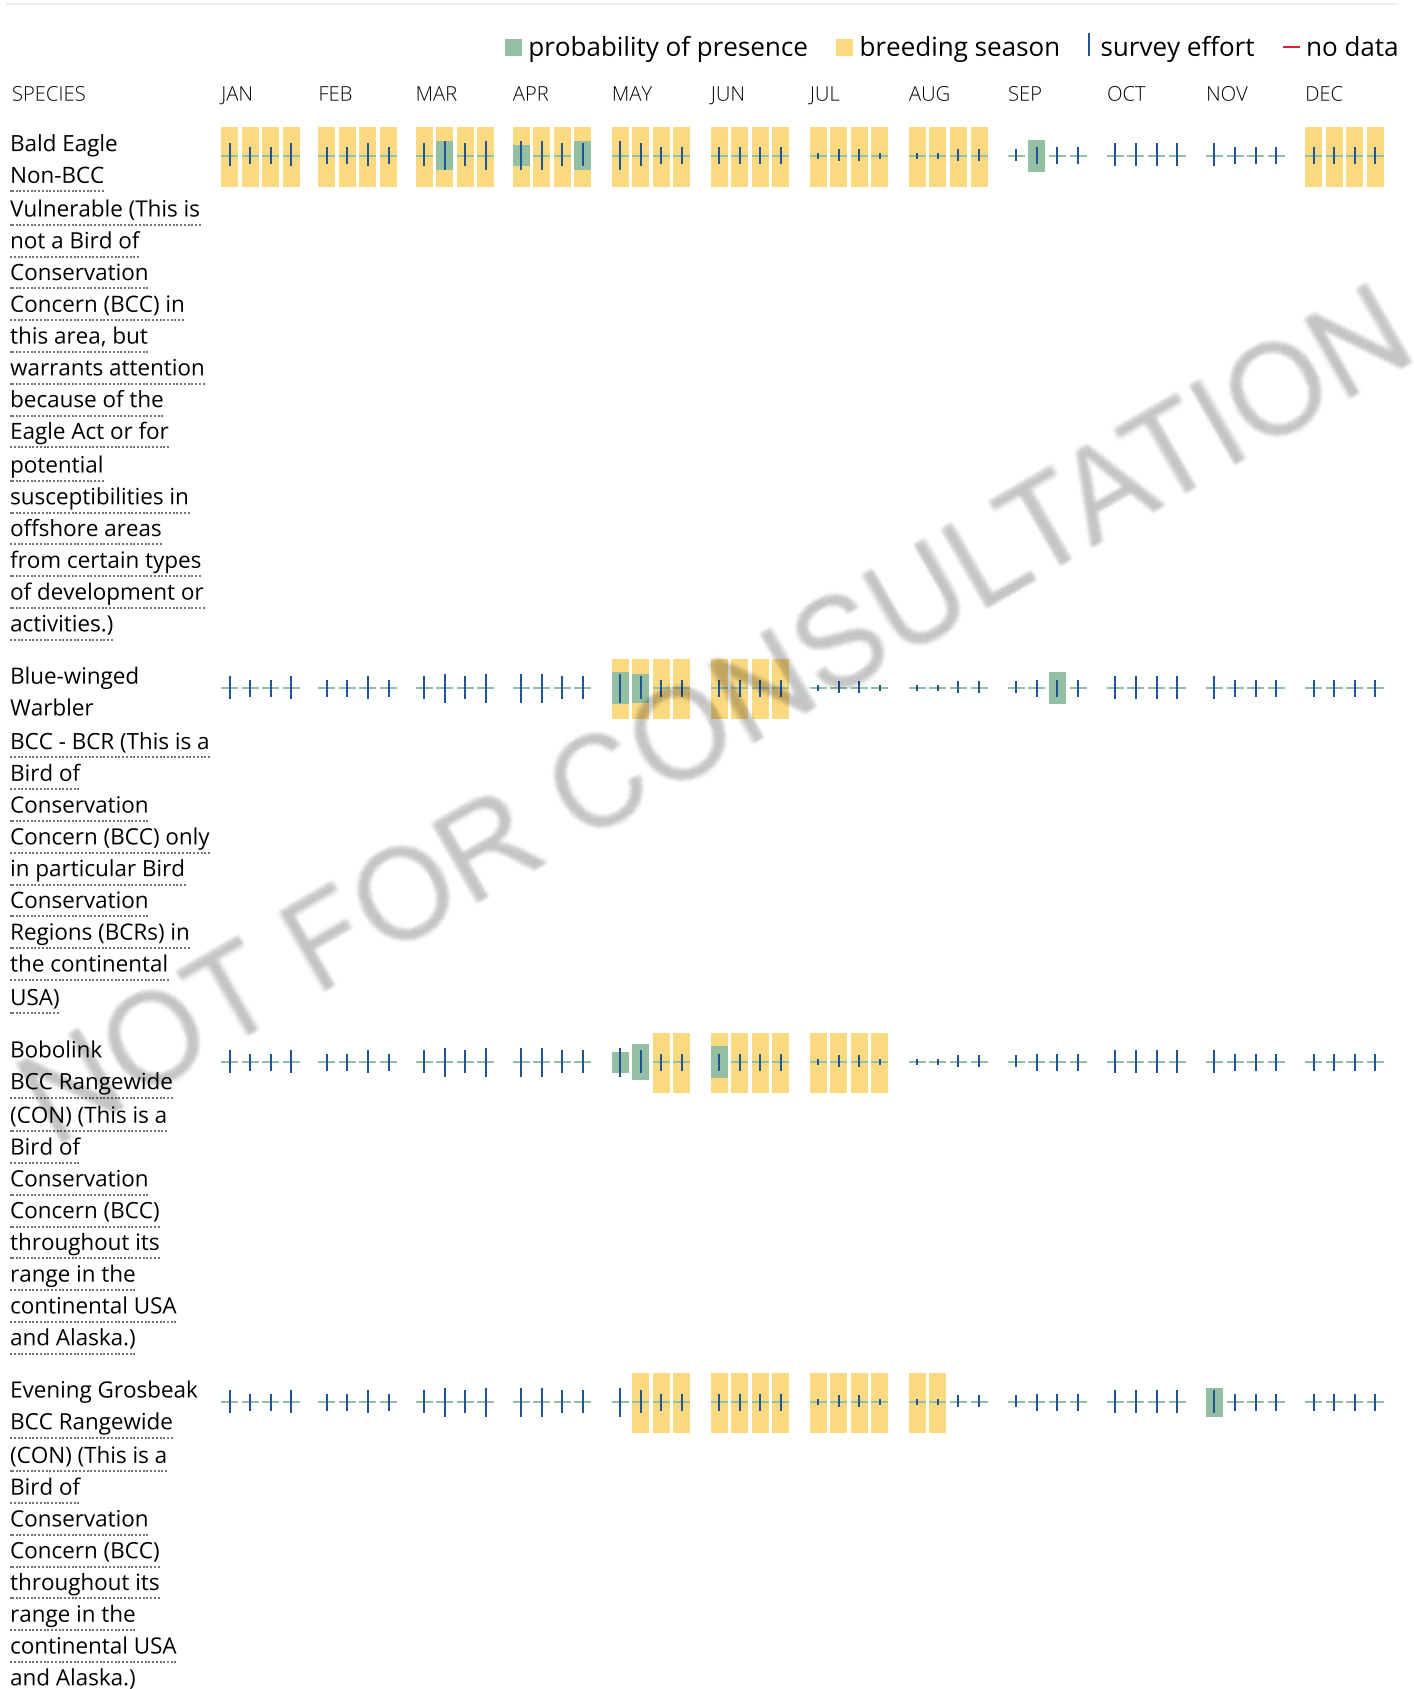 probability of presence breeding season survey effort no data
SPECIES JAN FEB MAR APR MAY JUN JUL AUG SEP OCT NOV DEC
Bald Eagle
Non-BCC
Vulnerable (This is
not a Bird of
Conservation
Concern (BCC) in
this area, but
warrants attention
because of the
Eagle Act or for
potential
susceptibilities in
offshore areas
from certain types
of development or
activities.)
Blue-winged
Warbler
BCC - BCR (This is a
Bird of
Conservation
Concern (BCC) only
in particular Bird
Conservation
Regions (BCRs) in
the continental
USA)
Bobolink
BCC Rangewide
(CON) (This is a
Bird of
Conservation
Concern (BCC)
throughout its
range in the
continental USA
and Alaska.)
Evening Grosbeak
BCC Rangewide
(CON) (This is a
Bird of
Conservation
Concern (BCC)
throughout its
range in the
continental USA
and Alaska.)
NOT FOR CONSULTATION